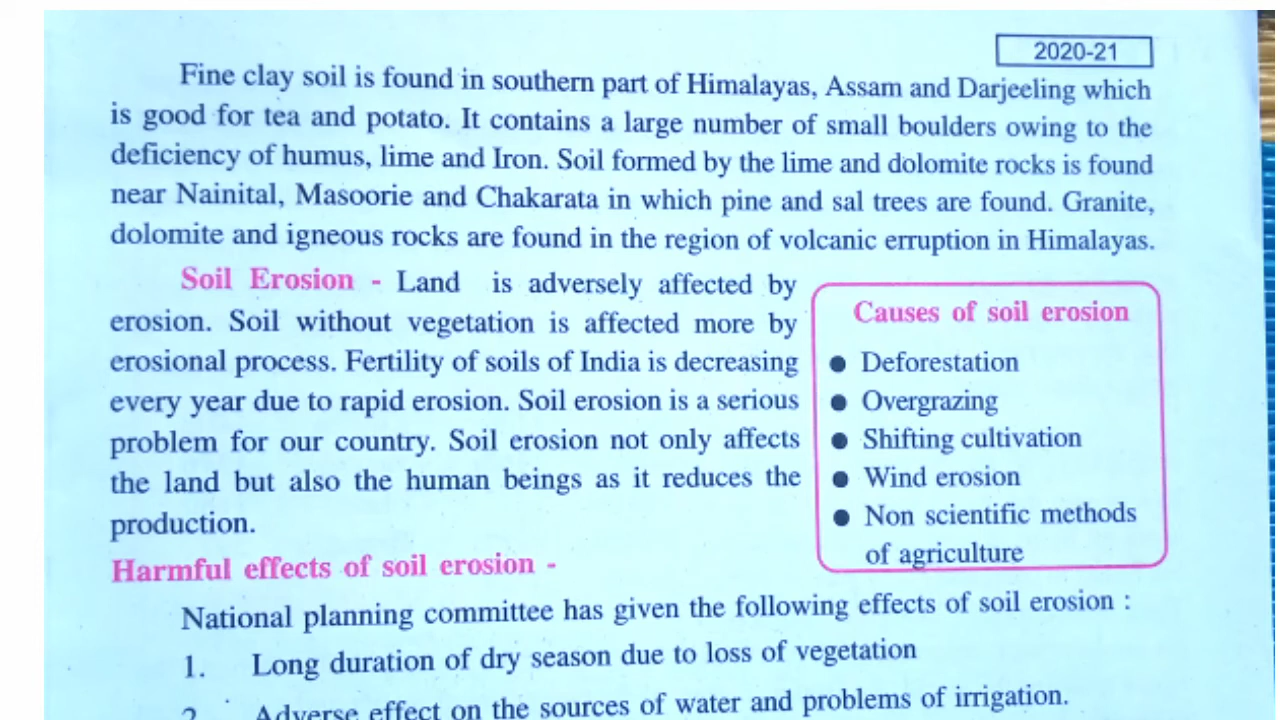 2020-21
Fine clay soil is found in southern part of Himalayas, Assam and Darjeeling which
is good for tea and potato. It contains a large number of small boulders owing to the
deficiency of humus, lime and Iron. Soil formed by the lime and dolomite rocks is found
near Nainital, Masoorie and Chakarata in which pine and sal trees are found. Granite,
dolomite and igneous rocks are found in the region of volcanic erruption in Himalayas.
Soil Erosion - Land is adversely affected by
erosion. Soil without vegetation is affected more by
erosional process. Fertility of soils of India is decreasing
every year due to rapid erosion. Soil erosion is a serious
problem for our country. Soil erosion not only affects
the land but also the human beings as it reduces the
production.
Causes of soil erosion
● Deforestation
● Overgrazing
● Shifting cultivation
● Wind erosion
● Non scientific methods
of agriculture
Harmful effects of soil erosion -
National planning committee has given the following effects of soil erosion :
1. Long duration of dry season due to loss of vegetation
2. Adverse effect on the sources of water and problems of irrigation.